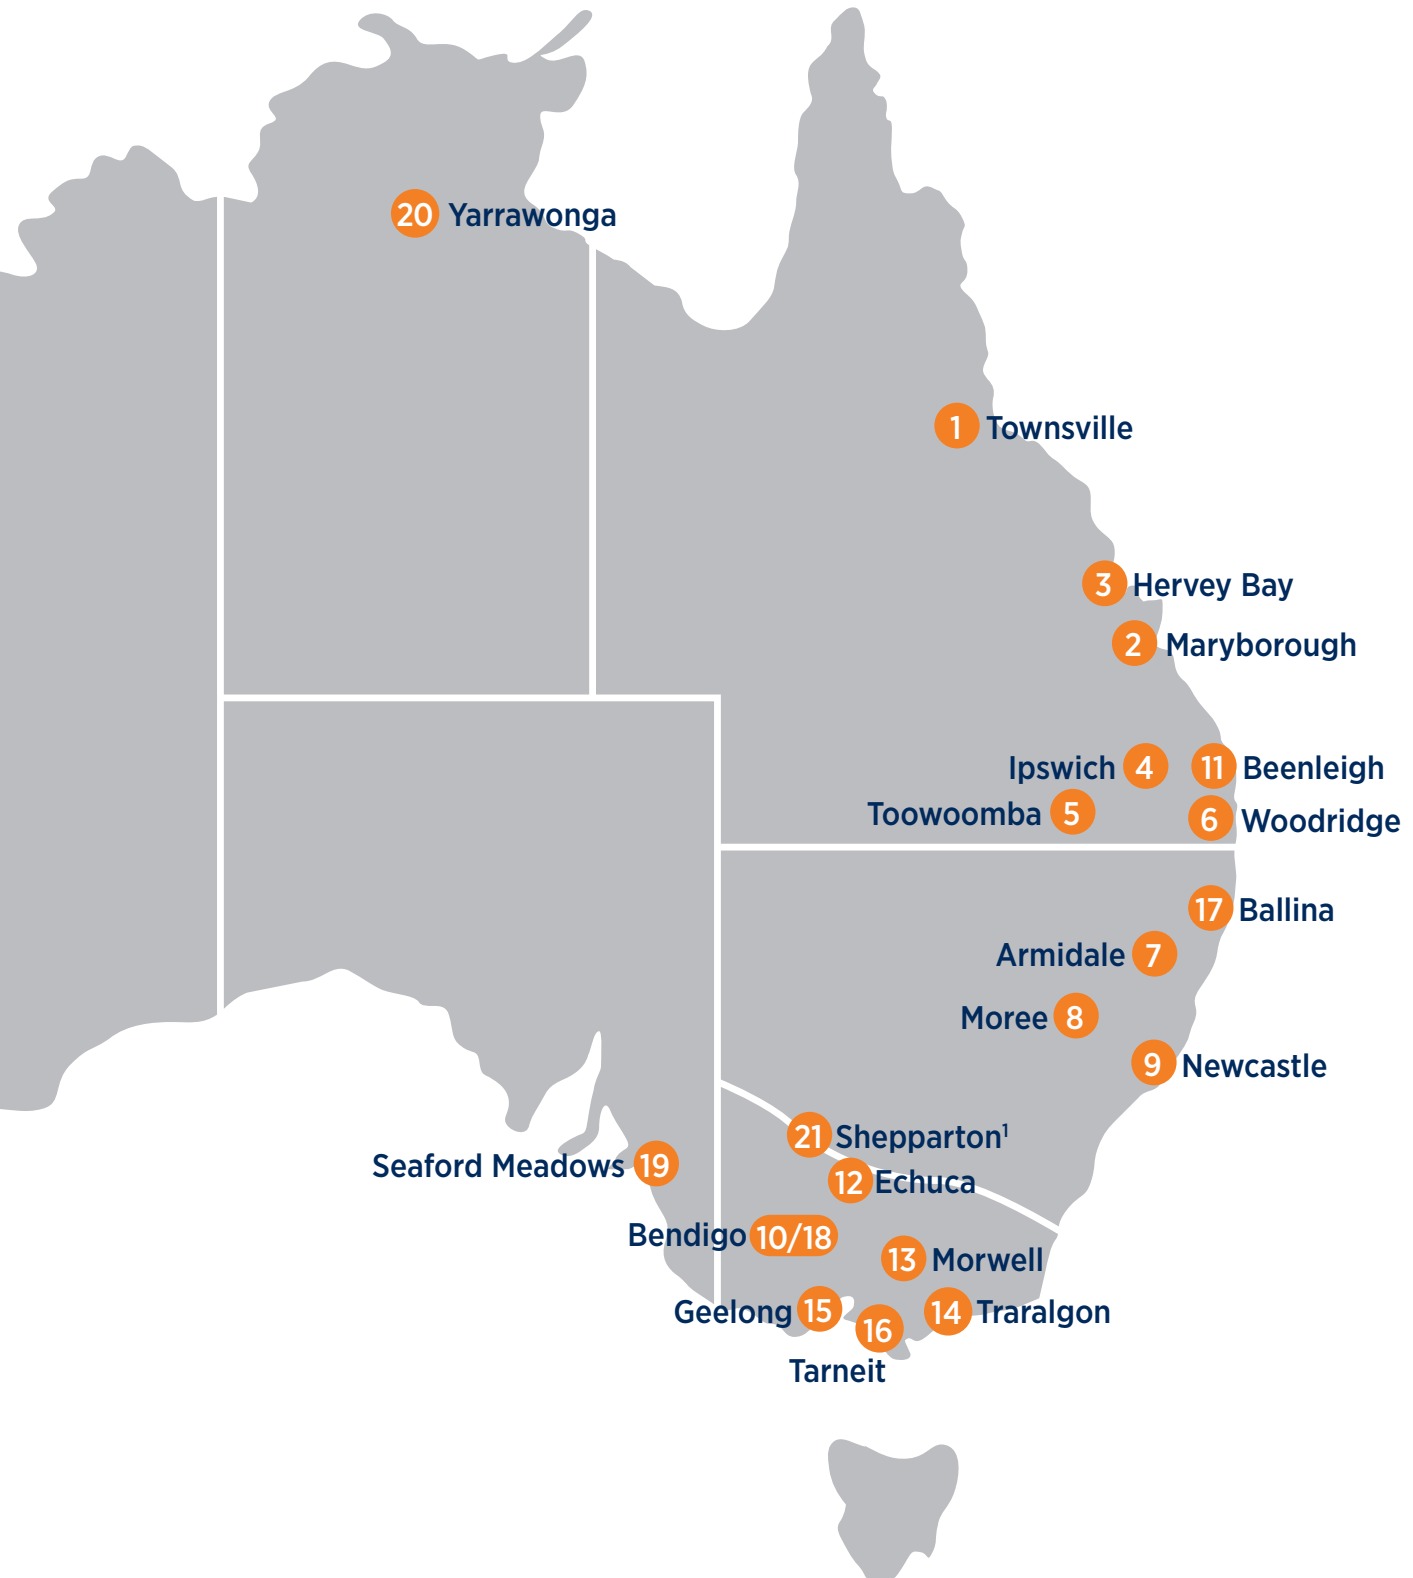 20 Yarrawonga
1 Townsville
3 Hervey Bay
2 Maryborough
Ipswich 4
11 Beenleigh
Toowoomba 5
6 Woodridge
17 Ballina
Armidale 7
Moree 8
9 Newcastle
21 Shepparton¹
Seaford Meadows 19
12 Echuca
Bendigo 10/18
13 Morwell
Geelong 15
14 Traralgon
16
Tarneit